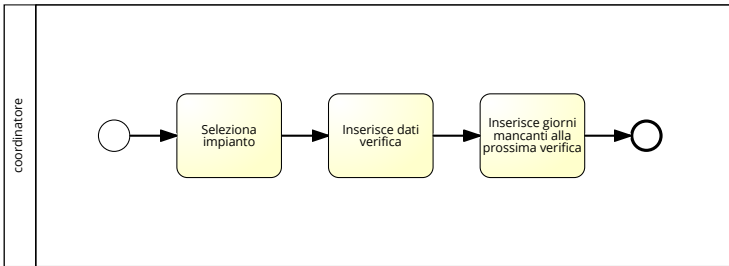 coordinatore
Seleziona
impianto
Inserisce dati
verifica
Inserisce giorni
mancanti alla
prossima verifica